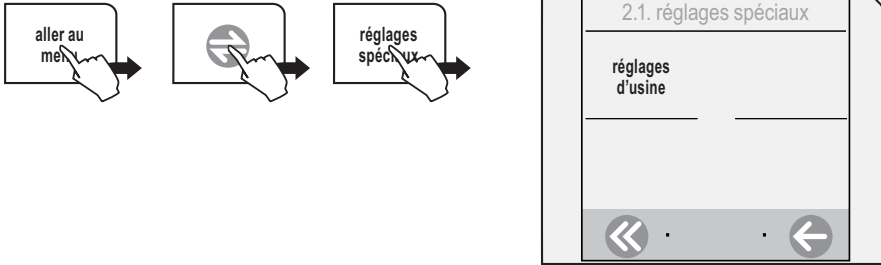 aller au
menu
réglages
spéciaux
2.1. réglages spéciaux
réglages
d'usine